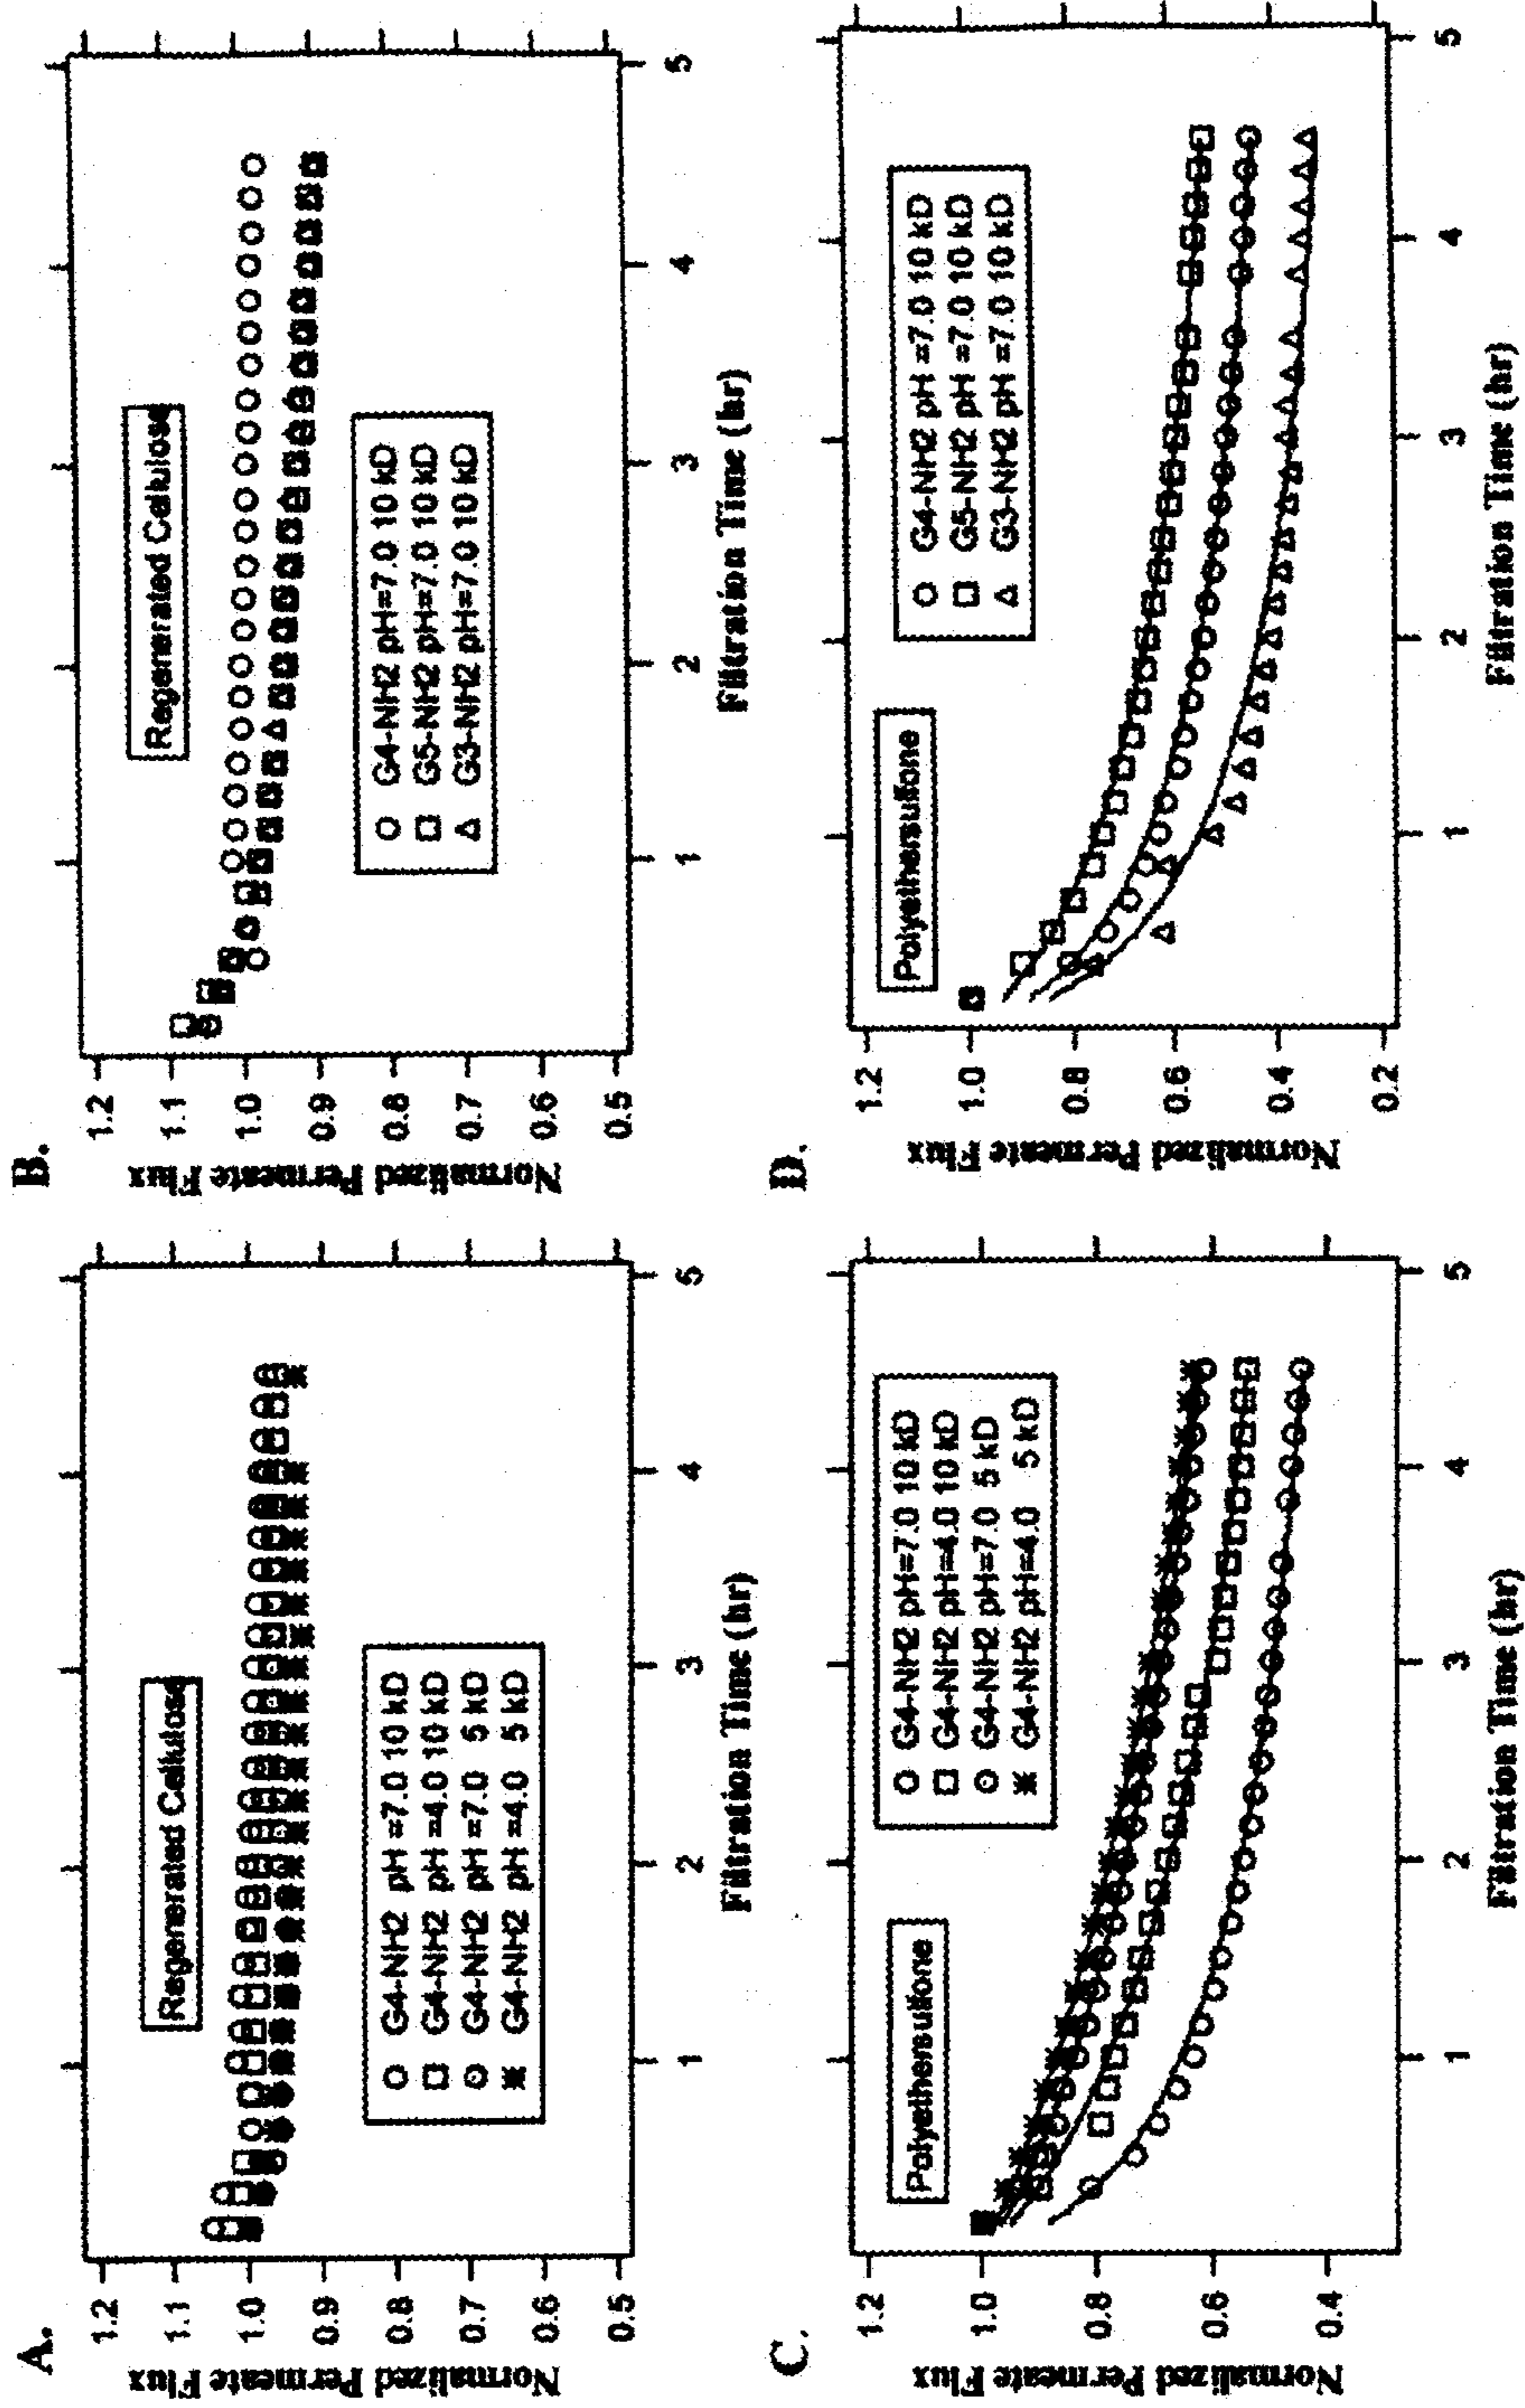 A.
Normalized Permeate Flux
1.2
1.1
1.0
0.9
0.8
0.7
0.6
0.5
Regenerated Cellulose
G4-NH2 pH =7.0 10 kD
G4-NH2 pH =4.0 10 kD
G4-NH2 pH =7.0 5 kD
G4-NH2 pH =4.0 5 kD
1 2 3 4 5
Filtration Time (hr)
B.
Normalized Permeate Flux
1.2
1.1
1.0
0.9
0.8
0.7
0.6
0.5
Regenerated Cellulose
G4-NH2 pH=7.0 10 kD
G5-NH2 pH=7.0 10 kD
G3-NH2 pH=7.0 10 kD
1 2 3 4 5
Filtration Time (hr)
C.
Normalized Permeate Flux
1.2
1.0
0.8
0.6
0.4
Polyethersulfone
G4-NH2 pH=7.0 10 kD
G4-NH2 pH=4.0 10 kD
G4-NH2 pH=7.0 5 kD
G4-NH2 pH=4.0 5 kD
1 2 3 4 5
Filtration Time (hr)
D.
Normalized Permeate Flux
1.2
1.0
0.8
0.6
0.4
0.2
Polyethersulfone
G4-NH2 pH =7.0 10 kD
G5-NH2 pH =7.0 10 kD
G3-NH2 pH =7.0 10 kD
1 2 3 4 5
Filtration Time (hr)